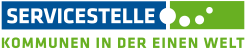 SERVICESTELLE
KOMMUNEN IN DER EINEN WELT